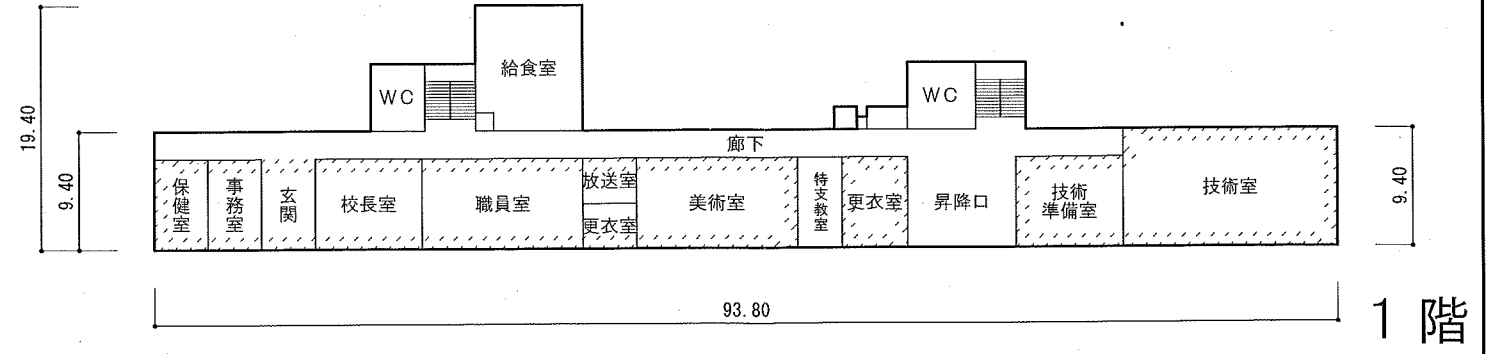 給食室
WC
WC
19.40
廊下
9.40
保健室
事務室
玄関
校長室
職員室
放送室
更衣室
美術室
特支教室
更衣室
昇降口
技術
準備室
技術室
9.40
93.80
1階